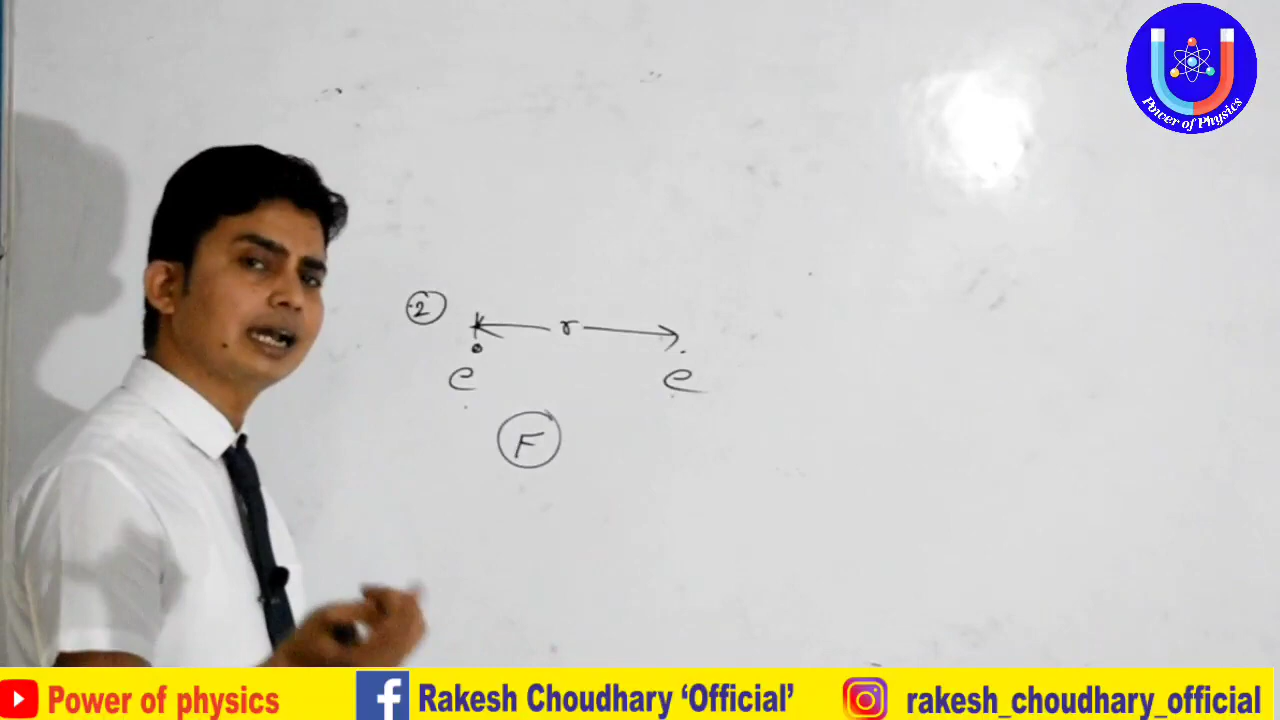 Power of Physics
2
r
e e
F
Power of physics
Rakesh Choudhary ‘Official’
rakesh_choudhary_official